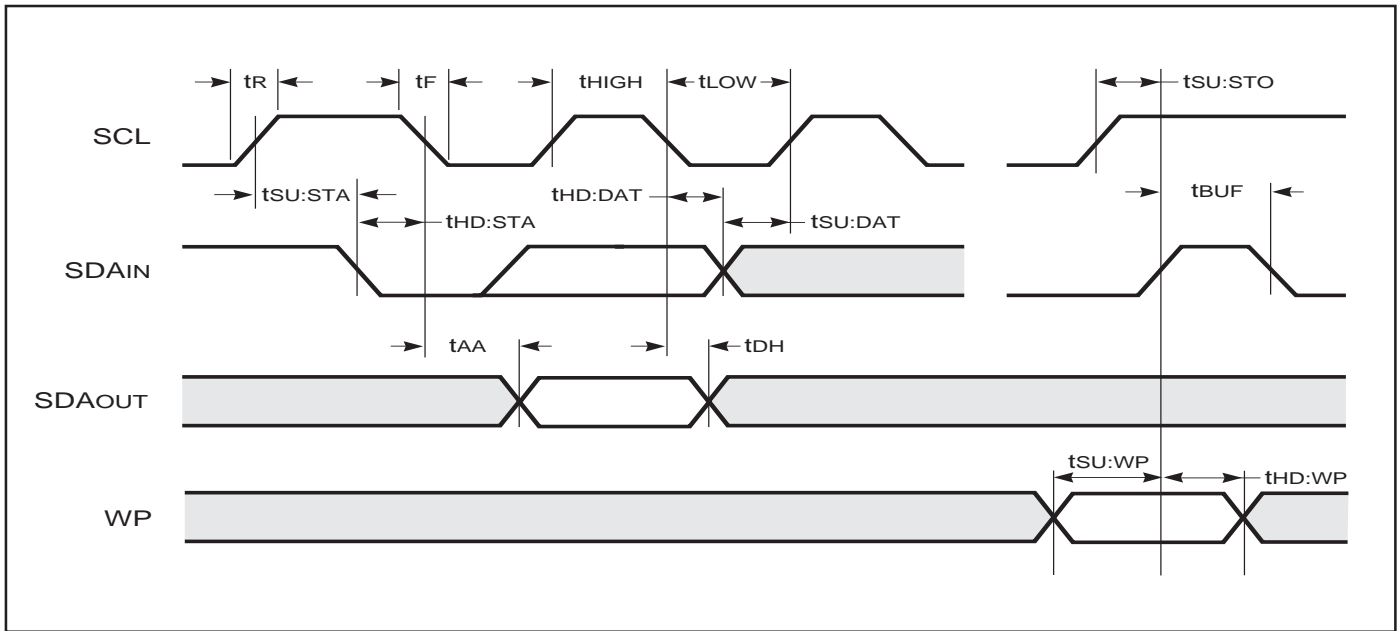 tR tF tHIGH tLOW tSU:STO
SCL
tSU:STA tHD:DAT tBUF
tHD:STA tSU:DAT
SDAIN
tAA tDH
SDAOUT
tSU:WP
tHD:WP
WP